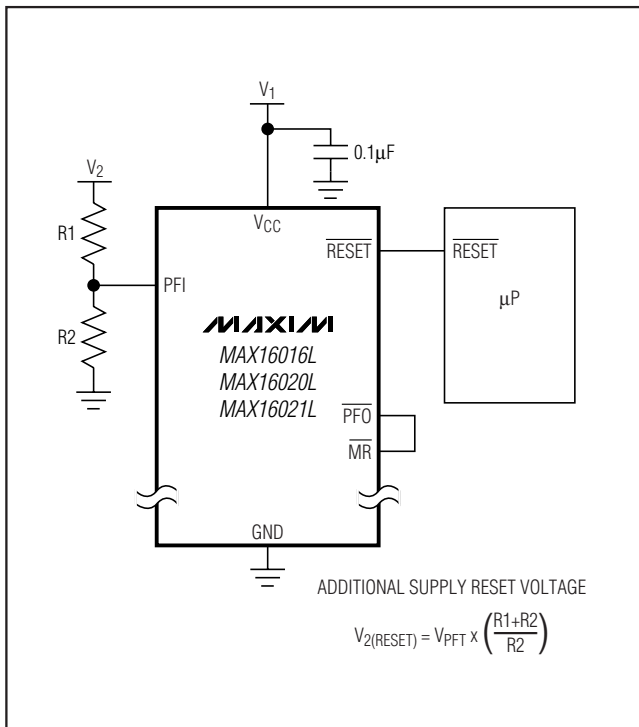 V1
0.1μF
V2
VCC
R1
RESET
RESET
PFI
μP
R2
MAXIM
MAX16016L
MAX16020L
MAX16021L
PFO
MR
GND
ADDITIONAL SUPPLY RESET VOLTAGE
V2(RESET) = VPFT x (R1+R2/R2)